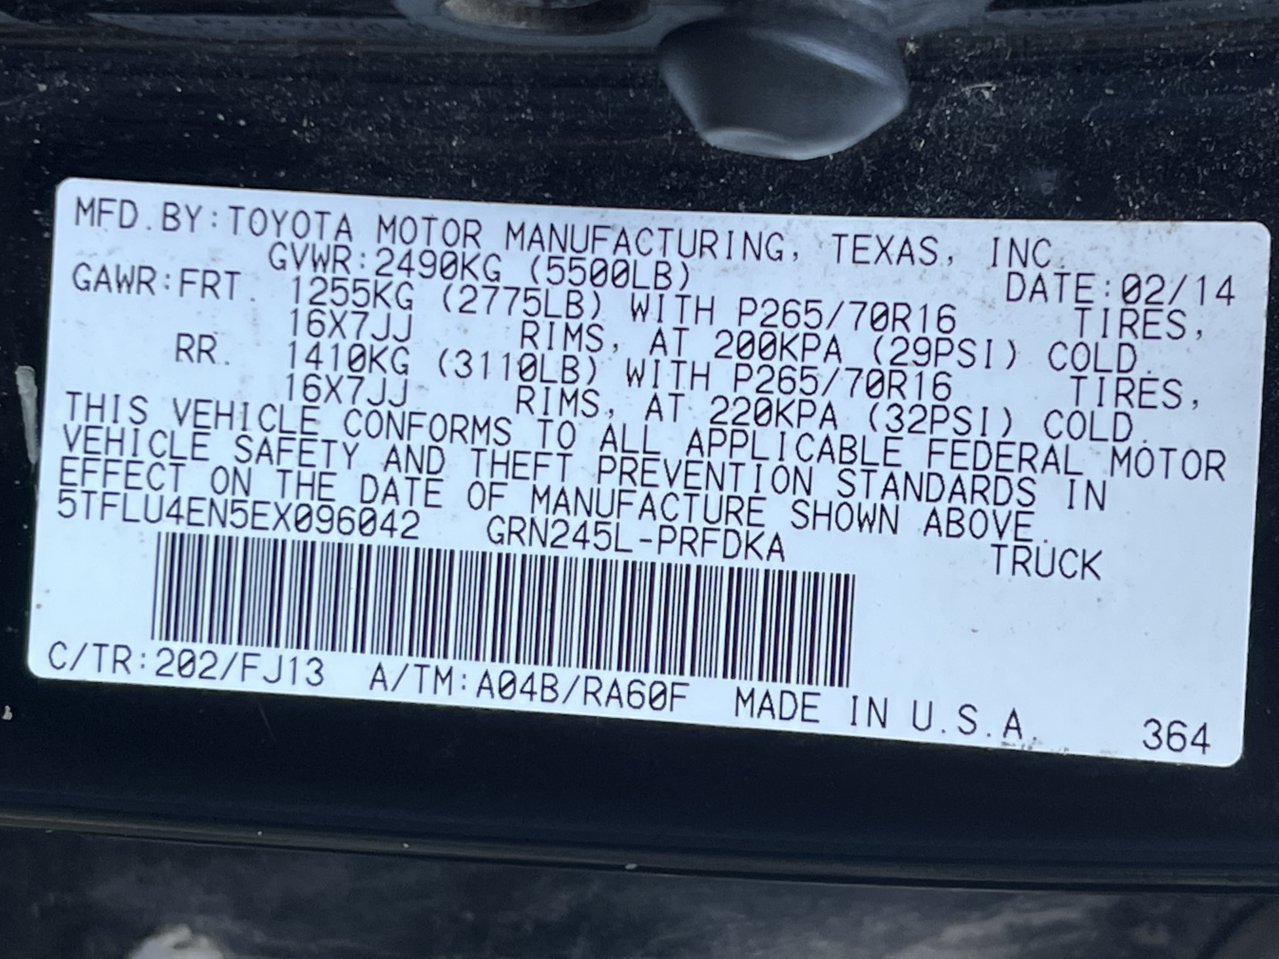 MFD.BY:TOYOTA MOTOR MANUFACTURING, TEXAS, INC.
GVWR:2490KG (5500LB) DATE:02/14
GAWR:FRT. 1255KG (2775LB) WITH P265/70R16 TIRES,
16X7JJ RIMS, AT 200KPA (29PSI) COLD.
RR. 1410KG (3110LB) WITH P265/70R16 TIRES,
16X7JJ RIMS, AT 220KPA (32PSI) COLD.
THIS VEHICLE CONFORMS TO ALL APPLICABLE FEDERAL MOTOR
VEHICLE SAFETY AND THEFT PREVENTION STANDARDS IN
EFFECT ON THE DATE OF MANUFACTURE SHOWN ABOVE.
5TFLU4EN5EX096042 GRN245L-PRFDKA TRUCK
C/TR:202/FJ13 A/TM:A04B/RA60F MADE IN U.S.A. 364